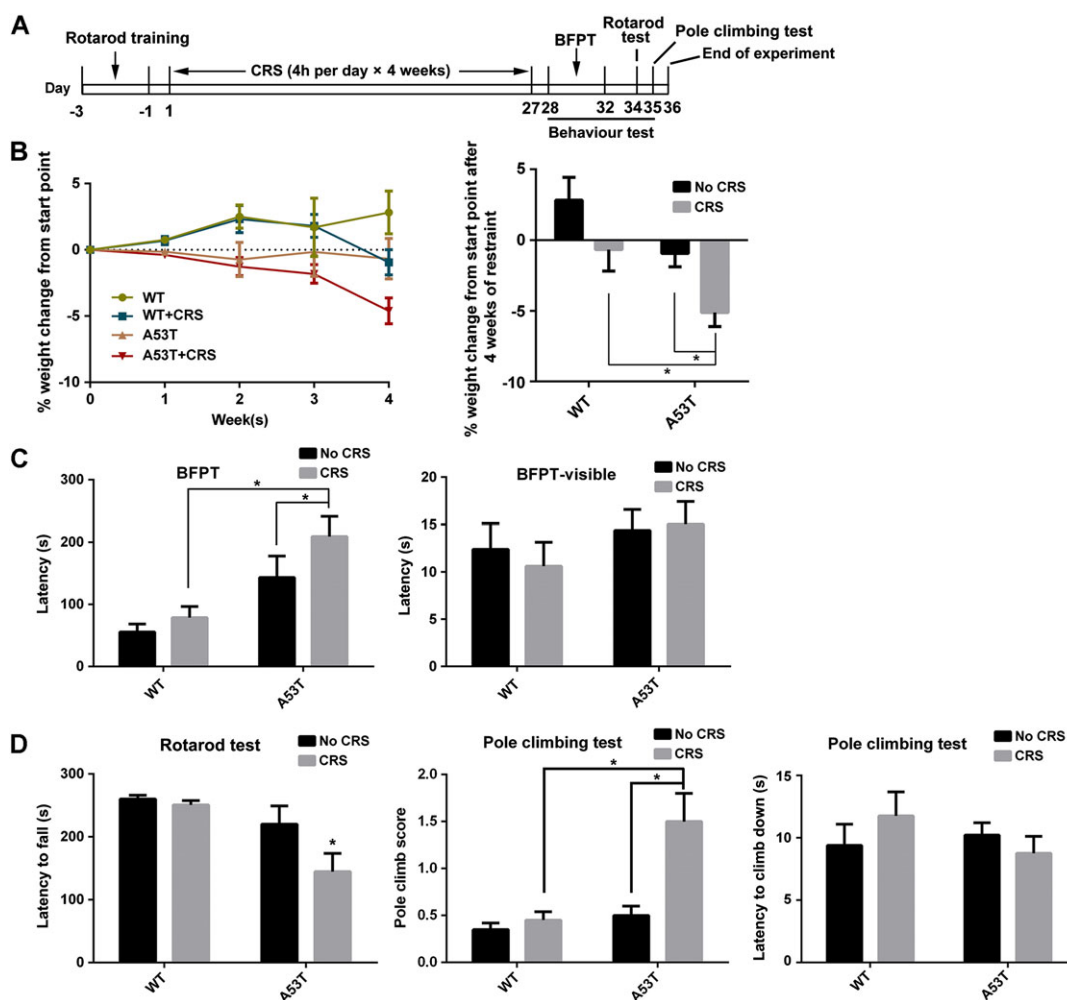 A
Rotarod training
CRS (4h per day × 4 weeks)
BFPT
Rotarod
test
Pole climbing test
End of experiment
Day
-3 -1 1 27 28 32 34 35 36
Behaviour test
B
% weight change from start point
5
0
-5
-10
0 1 2 3 4
Week(s)
WT
WT+CRS
A53T
A53T+CRS
% weight change from start point after
4 weeks of restraint
5
0
-5
-10
No CRS
CRS
*
*
WT A53T
C
BFPT
No CRS
CRS
Latency (s)
300
200
100
0
*
*
WT A53T
BFPT-visible
No CRS
CRS
Latency (s)
20
15
10
5
0
WT A53T
D
Rotarod test
No CRS
CRS
Latency to fall (s)
300
200
100
0
*
WT A53T
Pole climbing test
No CRS
CRS
Pole climb score
2.0
1.5
1.0
0.5
0.0
*
*
WT A53T
Pole climbing test
No CRS
CRS
Latency to climb down (s)
15
10
5
0
WT A53T